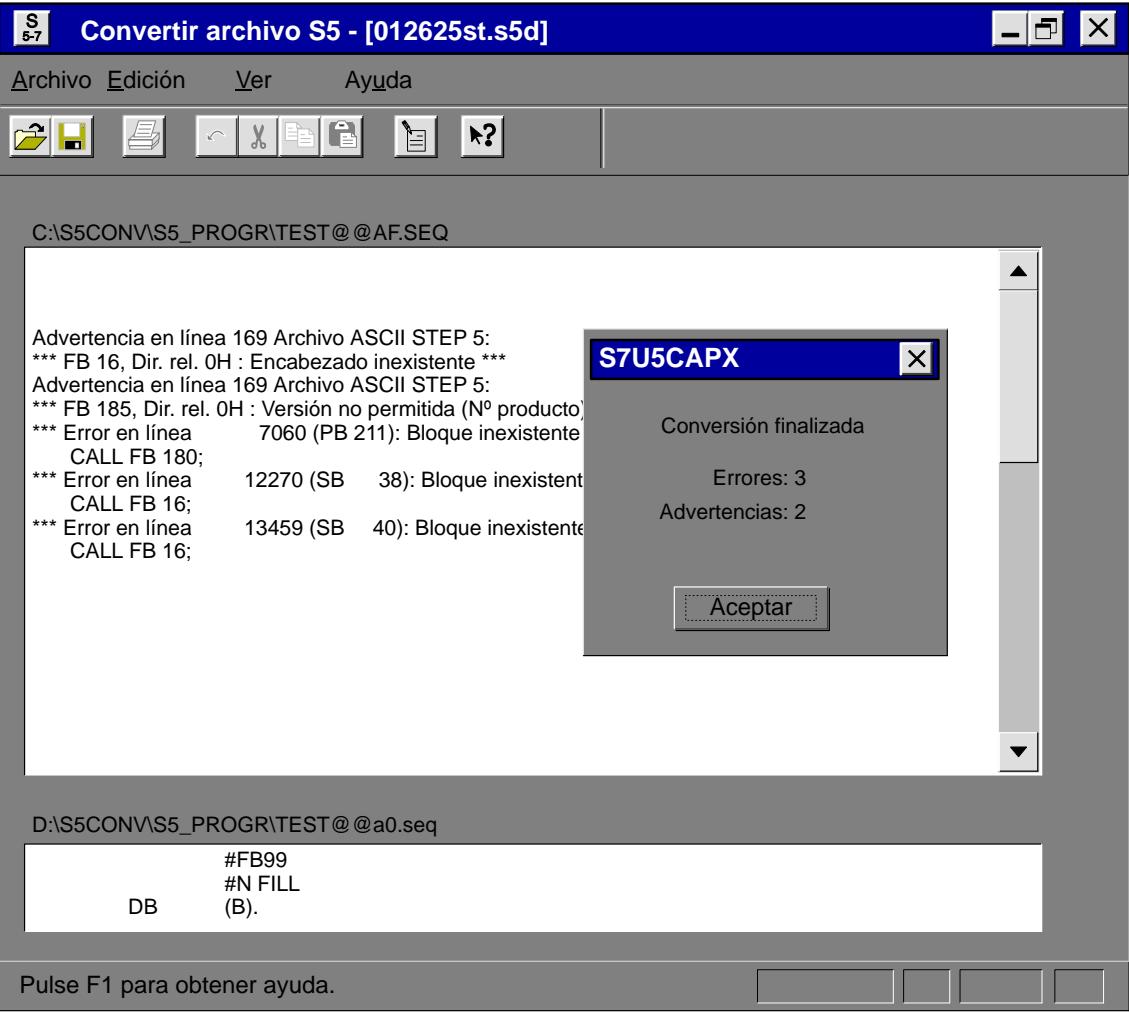 S
5-7
Convertir archivo S5 - [012625st.s5d]
Archivo Edición Ver Ayuda
C:\S5CONV\S5_PROGR\TEST@@AF.SEQ
Advertencia en línea 169 Archivo ASCII STEP 5:
*** FB 16, Dir. rel. 0H : Encabezado inexistente ***
Advertencia en línea 169 Archivo ASCII STEP 5:
*** FB 185, Dir. rel. 0H : Versión no permitida (Nº producto)
*** Error en línea 7060 (PB 211): Bloque inexistente
CALL FB 180;
*** Error en línea 12270 (SB 38): Bloque inexistent
CALL FB 16;
*** Error en línea 13459 (SB 40): Bloque inexistente
CALL FB 16;
S7U5CAPX
Conversión finalizada
Errores: 3
Advertencias: 2
Aceptar
D:\S5CONV\S5_PROGR\TEST@@a0.seq
#FB99
#N FILL
DB (B).
Pulse F1 para obtener ayuda.